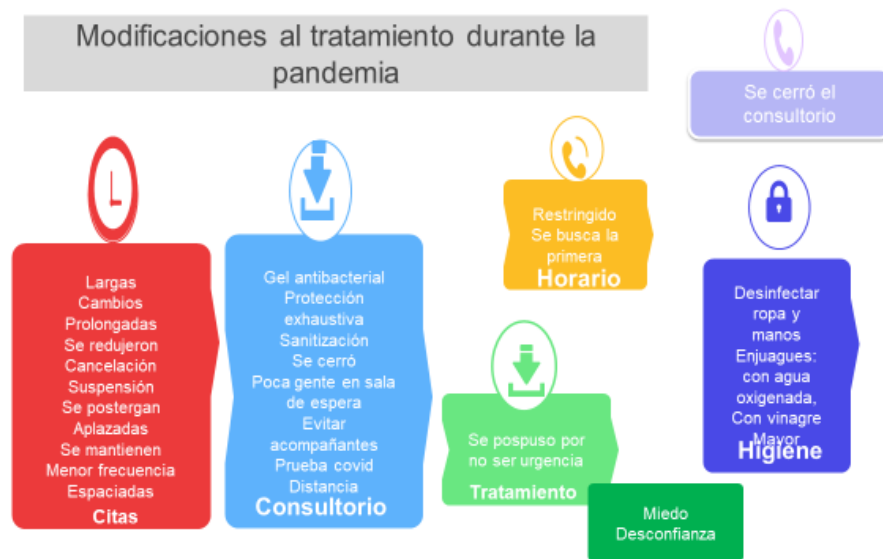 Modificaciones al tratamiento durante la
pandemia
Se cerró el
consultorio
Largas
Cambios
Prolongadas
Se redujeron
Cancelación
Suspensión
Se postergan
Aplazadas
Se mantienen
Menor frecuencia
Espaciadas
Citas
Gel antibacterial
Protección
exhaustiva
Sanitización
Se cerró
Poca gente en sala
de espera
Evitar
acompañantes
Prueba covid
Distancia
Consultorio
Restringido
Se busca la
primera
Horario
Se pospuso por
no ser urgencia
Tratamiento
Miedo
Desconfianza
Desinfectar
ropa y
manos
Enjuagues:
con agua
oxigenada,
Con vinagre
Mayor
Higiene